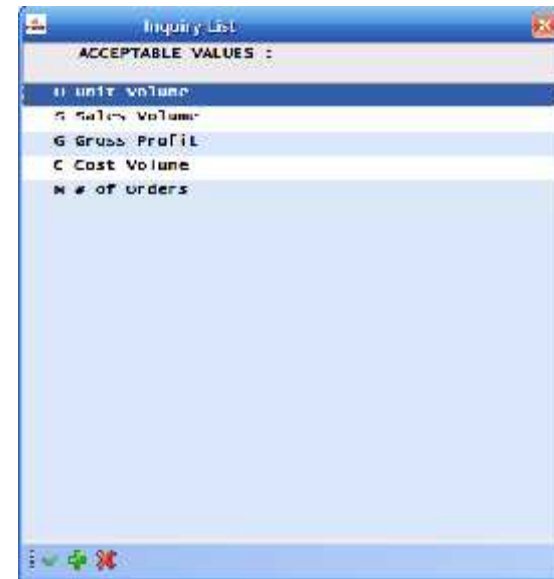 Inquiry List
ACCEPTABLE VALUES :
U Unit Volume
S Sales Volume
G Gross Profit
C Cost Volume
N # of Orders